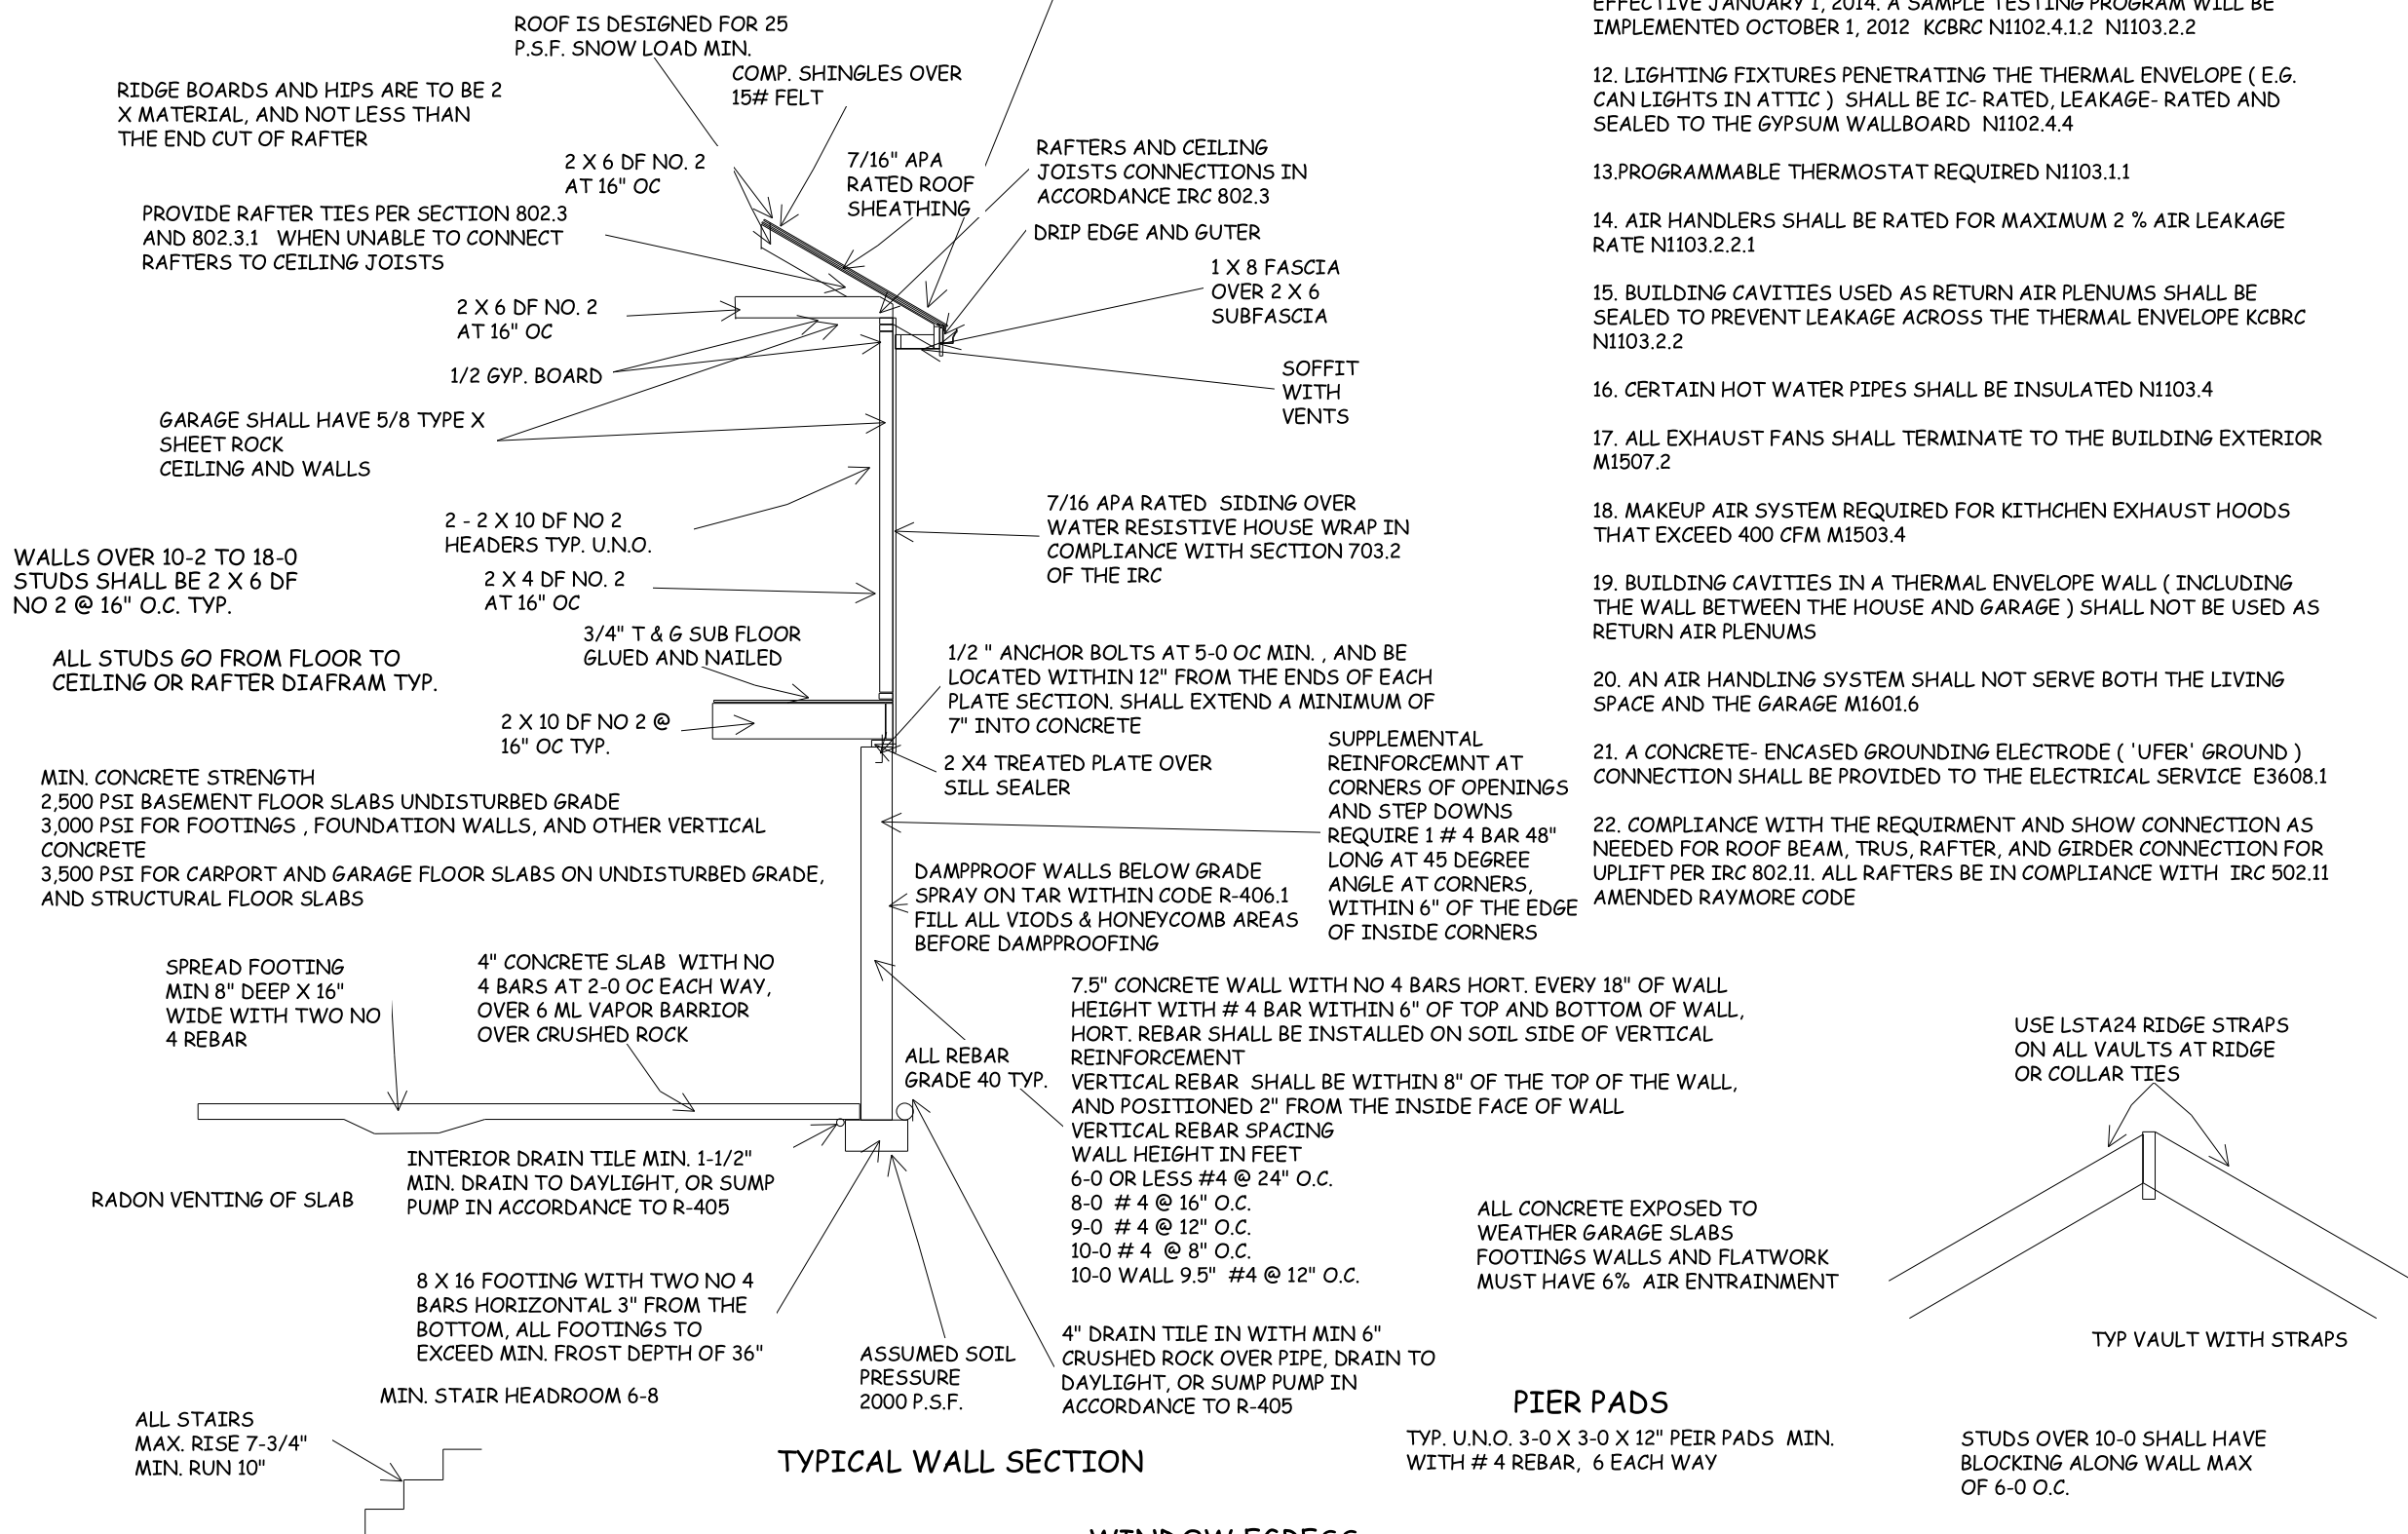 ROOF IS DESIGNED FOR 25
P.S.F. SNOW LOAD MIN.
COMP. SHINGLES OVER
15# FELT
RIDGE BOARDS AND HIPS ARE TO BE 2
X MATERIAL, AND NOT LESS THAN
THE END CUT OF RAFTER
2 X 6 DF NO. 2
AT 16" OC
7/16" APA
RATED ROOF
SHEATHING
RAFTERS AND CEILING
JOISTS CONNECTIONS IN
ACCORDANCE IRC 802.3
PROVIDE RAFTER TIES PER SECTION 802.3
AND 802.3.1 WHEN UNABLE TO CONNECT
RAFTERS TO CEILING JOISTS
DRIP EDGE AND GUTER
1 X 8 FASCIA
OVER 2 X 6
SUBFASCIA
2 X 6 DF NO. 2
AT 16" OC
1/2 GYP. BOARD
SOFFIT
WITH
VENTS
GARAGE SHALL HAVE 5/8 TYPE X
SHEET ROCK
CEILING AND WALLS
2 - 2 X 10 DF NO 2
HEADERS TYP. U.N.O.
7/16 APA RATED SIDING OVER
WATER RESISTIVE HOUSE WRAP IN
COMPLIANCE WITH SECTION 703.2
OF THE IRC
WALLS OVER 10-2 TO 18-0
STUDS SHALL BE 2 X 6 DF
NO 2 @ 16" O.C. TYP.
2 X 4 DF NO. 2
AT 16" OC
3/4" T & G SUB FLOOR
GLUED AND NAILED
ALL STUDS GO FROM FLOOR TO
CEILING OR RAFTER DIAFRAM TYP.
1/2 " ANCHOR BOLTS AT 5-0 OC MIN. , AND BE
LOCATED WITHIN 12" FROM THE ENDS OF EACH
PLATE SECTION. SHALL EXTEND A MINIMUM OF
7" INTO CONCRETE
2 X 10 DF NO 2 @
16" OC TYP.
2 X4 TREATED PLATE OVER
SILL SEALER
SUPPLEMENTAL
REINFORCEMNT AT
CORNERS OF OPENINGS
AND STEP DOWNS
REQUIRE 1 # 4 BAR 48"
LONG AT 45 DEGREE
ANGLE AT CORNERS,
WITHIN 6" OF THE EDGE
OF INSIDE CORNERS
MIN. CONCRETE STRENGTH
2,500 PSI BASEMENT FLOOR SLABS UNDISTURBED GRADE
3,000 PSI FOR FOOTINGS , FOUNDATION WALLS, AND OTHER VERTICAL
CONCRETE
3,500 PSI FOR CARPORT AND GARAGE FLOOR SLABS ON UNDISTURBED GRADE,
AND STRUCTURAL FLOOR SLABS
DAMPPROOF WALLS BELOW GRADE
SPRAY ON TAR WITHIN CODE R-406.1
FILL ALL VIODS & HONEYCOMB AREAS
BEFORE DAMPPROOFING
SPREAD FOOTING
MIN 8" DEEP X 16"
WIDE WITH TWO NO
4 REBAR
4" CONCRETE SLAB WITH NO
4 BARS AT 2-0 OC EACH WAY,
OVER 6 ML VAPOR BARRIOR
OVER CRUSHED ROCK
ALL REBAR
GRADE 40 TYP.
7.5" CONCRETE WALL WITH NO 4 BARS HORT. EVERY 18" OF WALL
HEIGHT WITH # 4 BAR WITHIN 6" OF TOP AND BOTTOM OF WALL,
HORT. REBAR SHALL BE INSTALLED ON SOIL SIDE OF VERTICAL
REINFORCEMENT
VERTICAL REBAR SHALL BE WITHIN 8" OF THE TOP OF THE WALL,
AND POSITIONED 2" FROM THE INSIDE FACE OF WALL
VERTICAL REBAR SPACING
WALL HEIGHT IN FEET
6-0 OR LESS #4 @ 24" O.C.
8-0 # 4 @ 16" O.C.
9-0 # 4 @ 12" O.C.
10-0 # 4 @ 8" O.C.
10-0 WALL 9.5" #4 @ 12" O.C.
INTERIOR DRAIN TILE MIN. 1-1/2"
MIN. DRAIN TO DAYLIGHT, OR SUMP
PUMP IN ACCORDANCE TO R-405
RADON VENTING OF SLAB
8 X 16 FOOTING WITH TWO NO 4
BARS HORIZONTAL 3" FROM THE
BOTTOM, ALL FOOTINGS TO
EXCEED MIN. FROST DEPTH OF 36"
ASSUMED SOIL
PRESSURE
2000 P.S.F.
4" DRAIN TILE IN WITH MIN 6"
CRUSHED ROCK OVER PIPE, DRAIN TO
DAYLIGHT, OR SUMP PUMP IN
ACCORDANCE TO R-405
MIN. STAIR HEADROOM 6-8
ALL STAIRS
MAX. RISE 7-3/4"
MIN. RUN 10"
TYPICAL WALL SECTION
EFFECTIVE JANUARY 1, 2014. A SAMPLE TESTING PROGRAM WILL BE
IMPLEMENTED OCTOBER 1, 2012 KCBRC N1102.4.1.2 N1103.2.2
12. LIGHTING FIXTURES PENETRATING THE THERMAL ENVELOPE ( E.G.
CAN LIGHTS IN ATTIC ) SHALL BE IC- RATED, LEAKAGE- RATED AND
SEALED TO THE GYPSUM WALLBOARD N1102.4.4
13.PROGRAMMABLE THERMOSTAT REQUIRED N1103.1.1
14. AIR HANDLERS SHALL BE RATED FOR MAXIMUM 2 % AIR LEAKAGE
RATE N1103.2.2.1
15. BUILDING CAVITIES USED AS RETURN AIR PLENUMS SHALL BE
SEALED TO PREVENT LEAKAGE ACROSS THE THERMAL ENVELOPE KCBRC
N1103.2.2
16. CERTAIN HOT WATER PIPES SHALL BE INSULATED N1103.4
17. ALL EXHAUST FANS SHALL TERMINATE TO THE BUILDING EXTERIOR
M1507.2
18. MAKEUP AIR SYSTEM REQUIRED FOR KITHCHEN EXHAUST HOODS
THAT EXCEED 400 CFM M1503.4
19. BUILDING CAVITIES IN A THERMAL ENVELOPE WALL ( INCLUDING
THE WALL BETWEEN THE HOUSE AND GARAGE ) SHALL NOT BE USED AS
RETURN AIR PLENUMS
20. AN AIR HANDLING SYSTEM SHALL NOT SERVE BOTH THE LIVING
SPACE AND THE GARAGE M1601.6
21. A CONCRETE- ENCASED GROUNDING ELECTRODE ( 'UFER' GROUND )
CONNECTION SHALL BE PROVIDED TO THE ELECTRICAL SERVICE E3608.1
22. COMPLIANCE WITH THE REQUIRMENT AND SHOW CONNECTION AS
NEEDED FOR ROOF BEAM, TRUS, RAFTER, AND GIRDER CONNECTION FOR
UPLIFT PER IRC 802.11. ALL RAFTERS BE IN COMPLIANCE WITH IRC 502.11
AMENDED RAYMORE CODE
USE LSTA24 RIDGE STRAPS
ON ALL VAULTS AT RIDGE
OR COLLAR TIES
ALL CONCRETE EXPOSED TO
WEATHER GARAGE SLABS
FOOTINGS WALLS AND FLATWORK
MUST HAVE 6% AIR ENTRAINMENT
TYP VAULT WITH STRAPS
PIER PADS
TYP. U.N.O. 3-0 X 3-0 X 12" PEIR PADS MIN.
WITH # 4 REBAR, 6 EACH WAY
STUDS OVER 10-0 SHALL HAVE
BLOCKING ALONG WALL MAX
OF 6-0 O.C.
WINDOW EGRESS